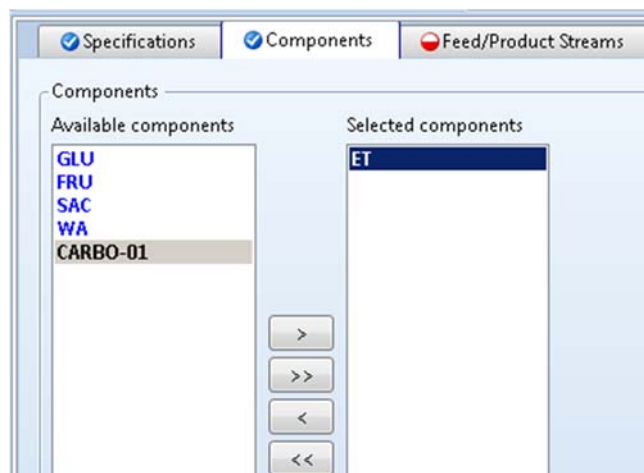 Specifications Components Feed/Product Streams
Components
Available components Selected components
GLU ET
FRU
SAC
WA
CARBO-01
>
>>
<
<<